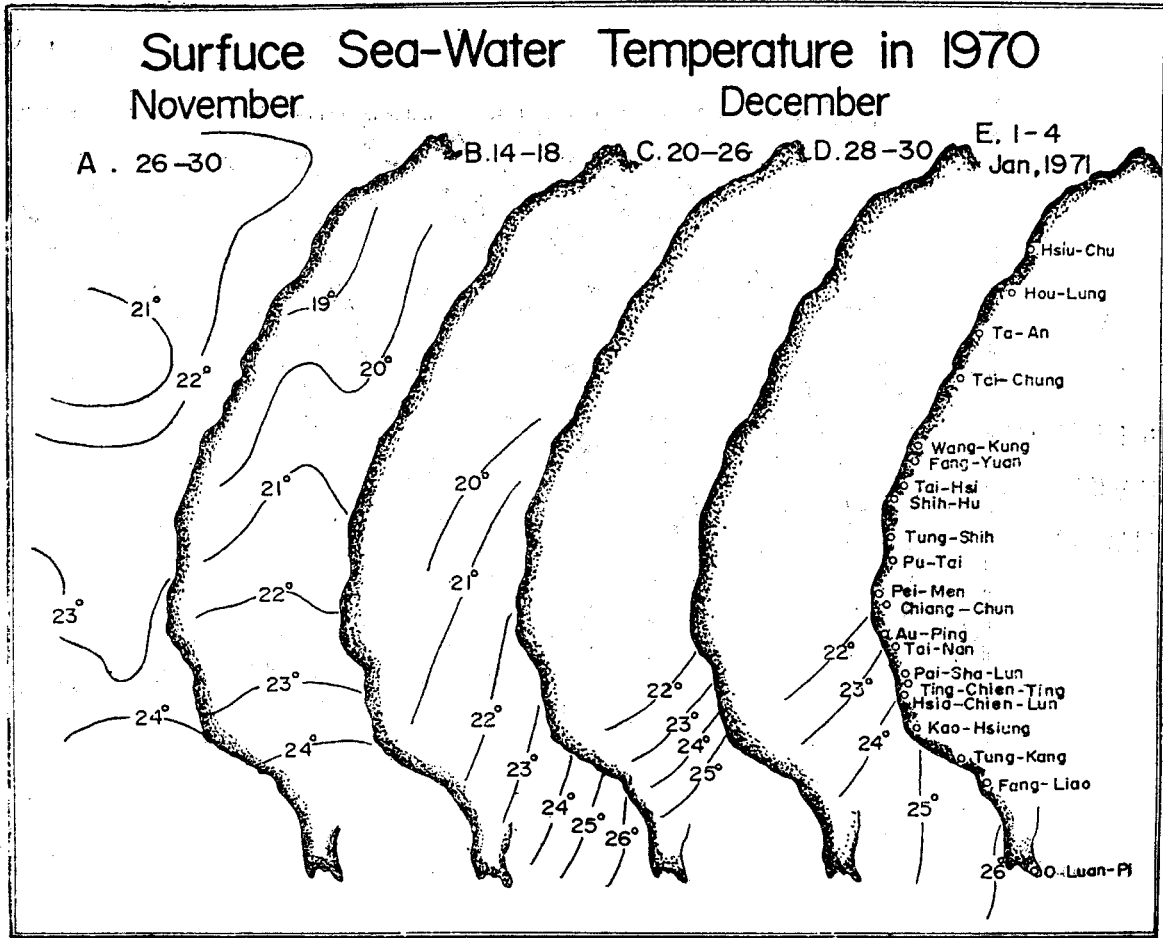 Surfuce Sea-Water Temperature in 1970
November
December
A. 26-30
B. 14-18
C. 20-26
D. 28-30
E. 1-4
Jan, 1971
21°
22°
23°
24°
19°
20°
21°
22°
23°
24°
20°
21°
22°
23°
24°
25°
26°
22°
23°
24°
25°
22°
23°
24°
25°
26°
Hsiu-Chu
Hou-Lung
Ta-An
Tai-Chung
Wang-Kung
Fang-Yuan
Tai-Hsi
Shih-Hu
Tung-Shih
Pu-Tai
Pei-Men
Chiang-Chun
Au-Ping
Tai-Nan
Pai-Sha-Lun
Ting-Chien-Ting
Hsia-Chien-Lun
Kao-Hsiung
Tung-Kang
Fang-Liao
O-Luan-Pi